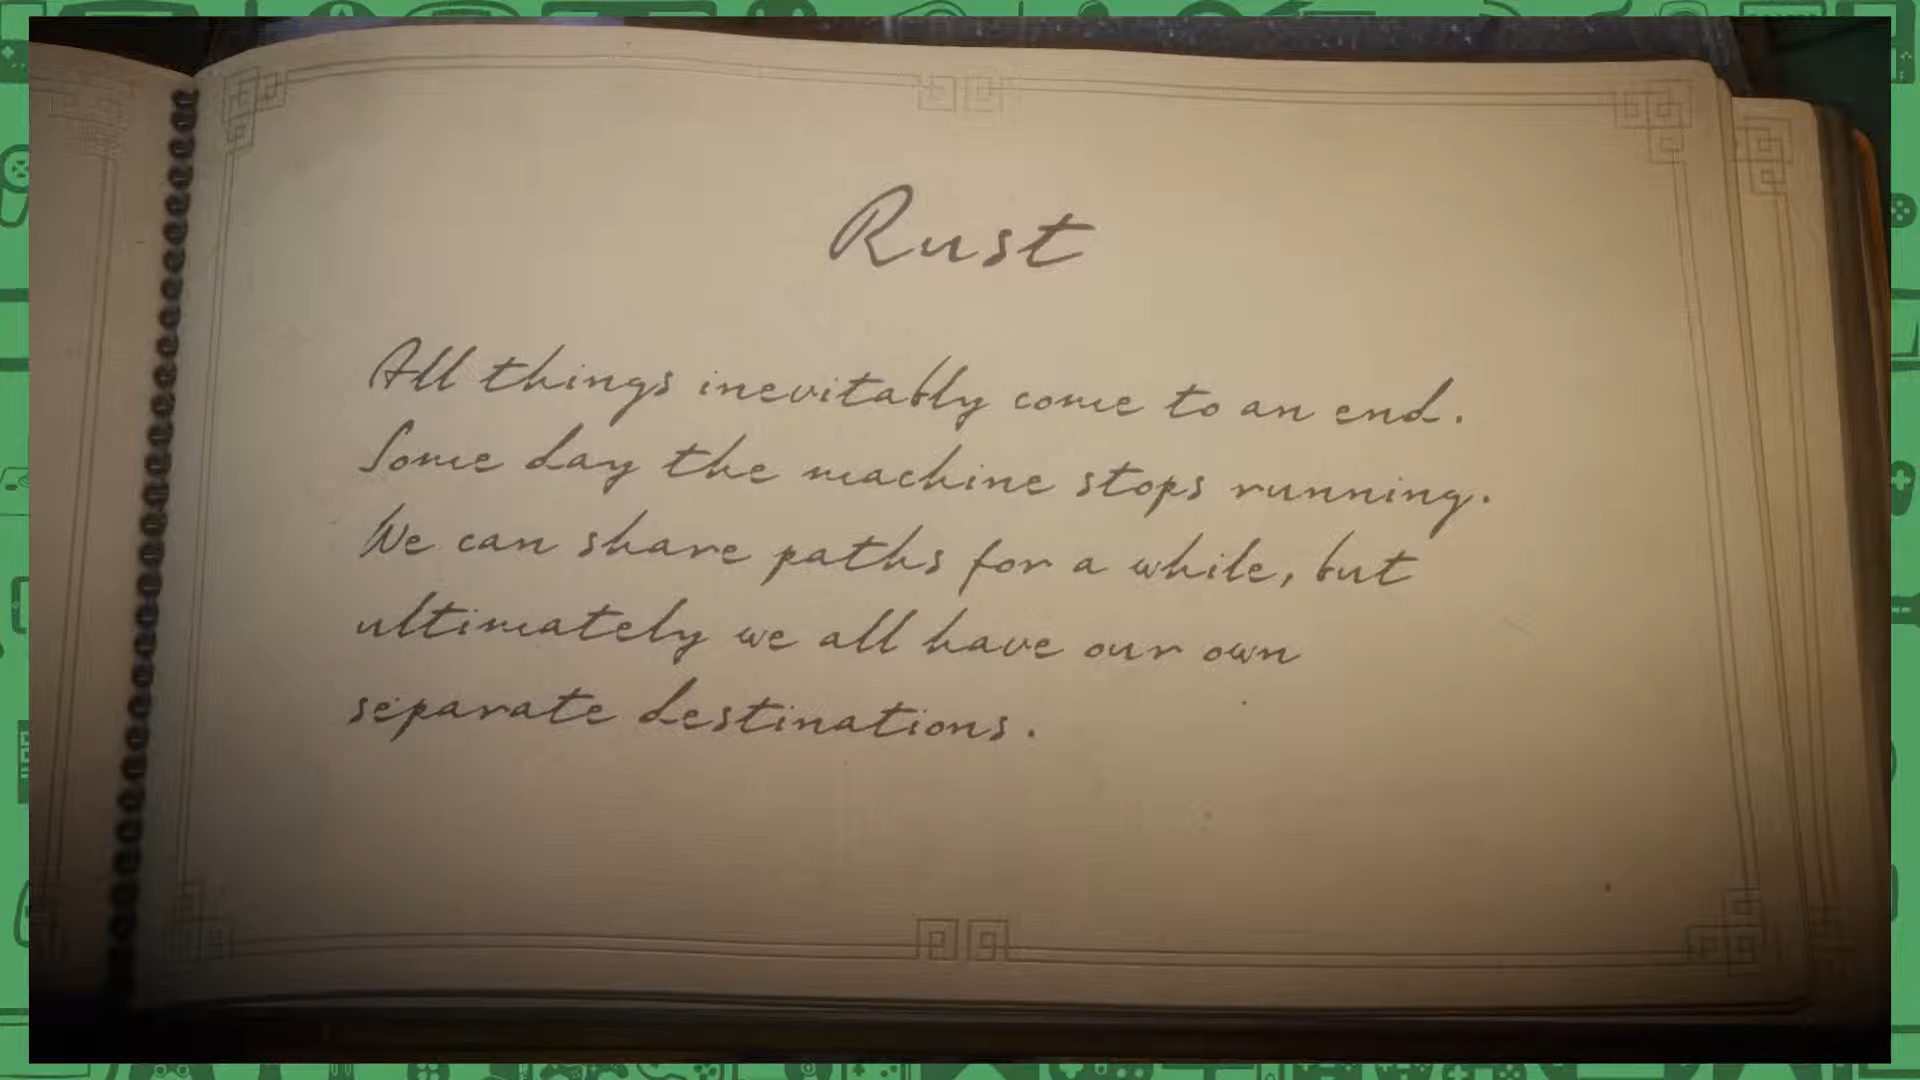 Rust
All things inevitably come to an end.
Some day the machine stops running.
We can share paths for a while, but
ultimately we all have our own
separate destinations.